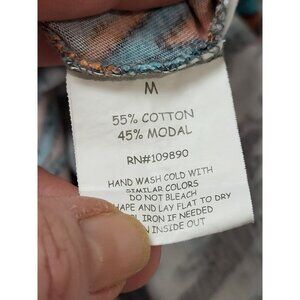 M
55% COTTON
45% MODAL
RN#109890
HAND WASH COLD WITH
SIMILAR COLORS
DO NOT BLEACH
HAPE AND LAY FLAT TO DRY
L IRON IF NEEDED
N INSIDE OUT